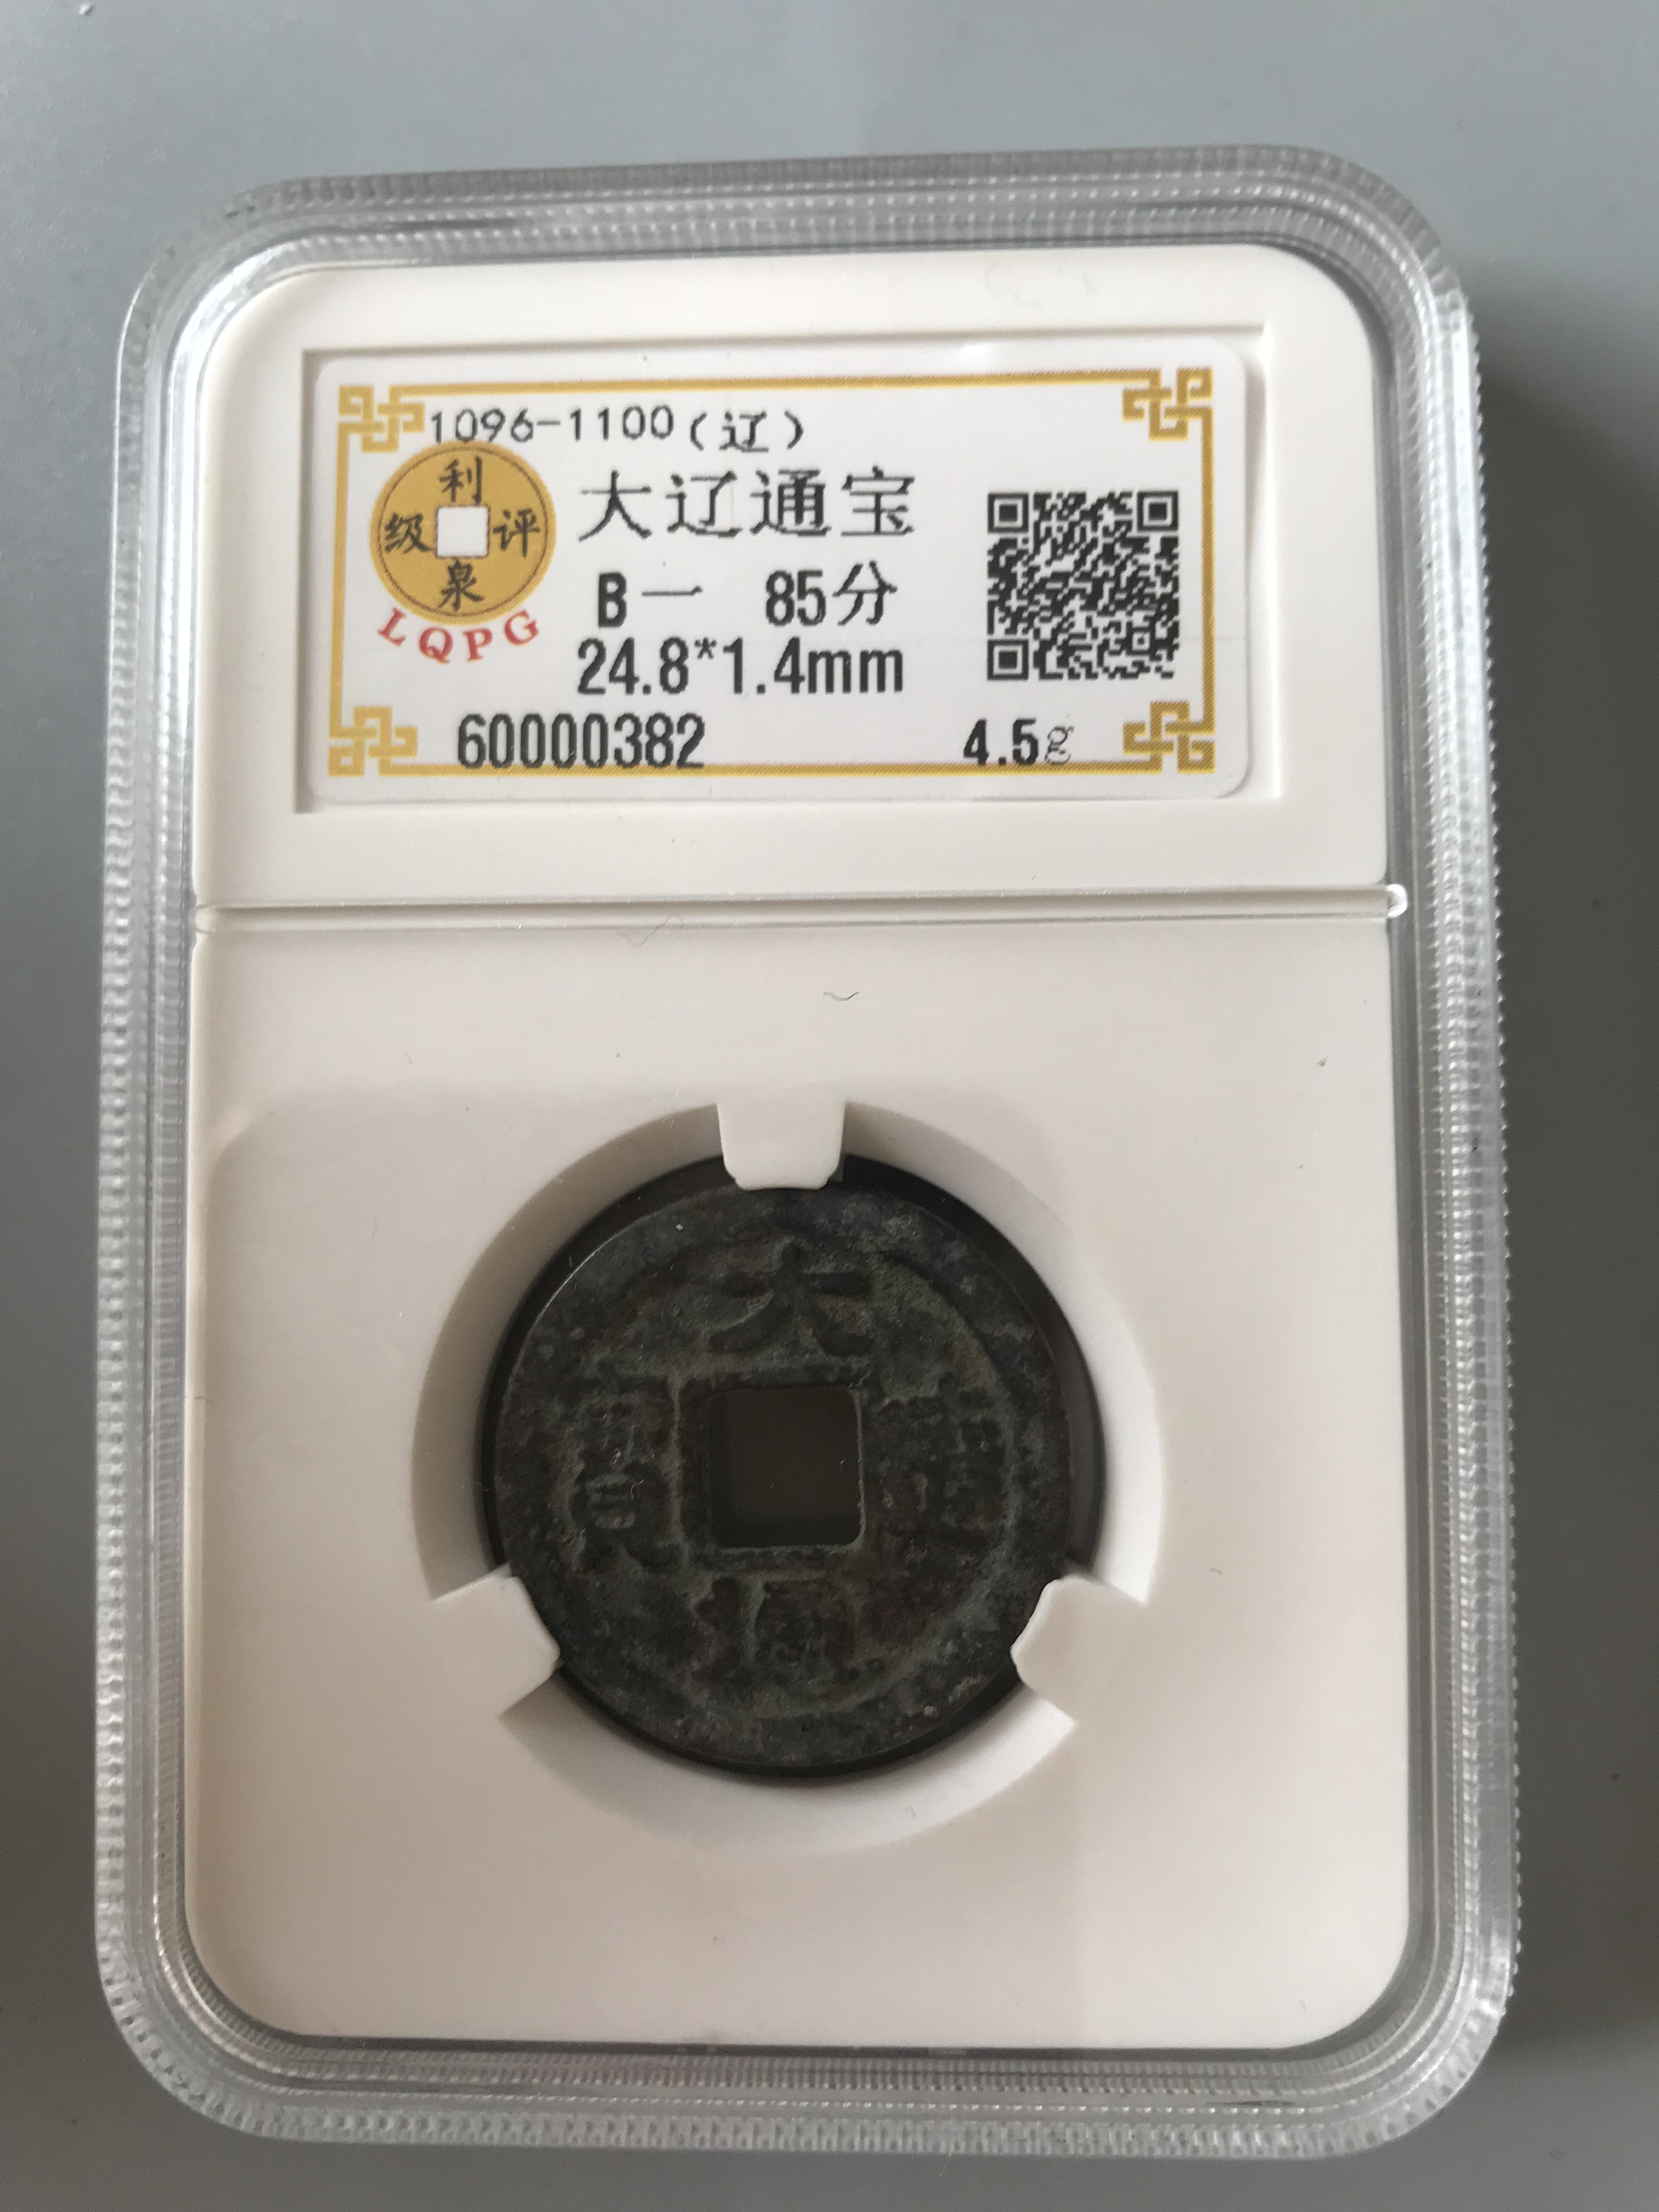 1096-1100(辽)
利泉评级
LQPG
大辽通宝
B一 85分
24.8*1.4mm
60000382 4.5g
大
寶
通